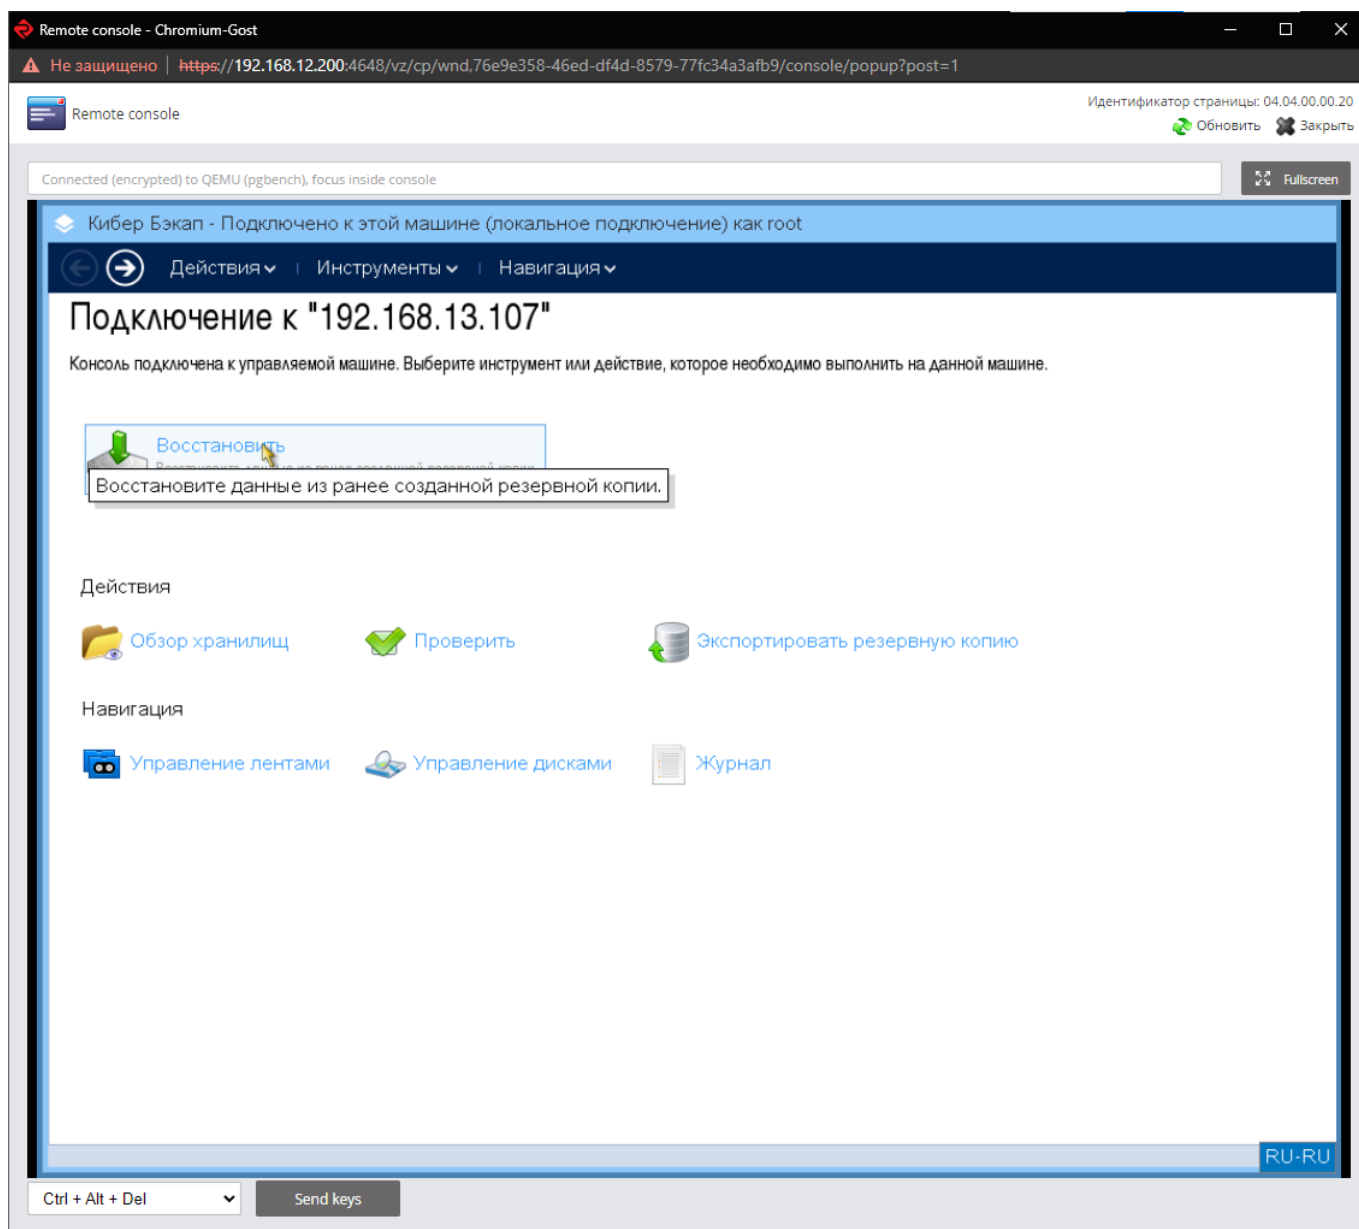 Remote console - Chromium-Gost
Не защищено | https://192.168.12.200:4648/vz/cp/wnd,76e9e358-46ed-df4d-8579-77fc34a3afb9/console/popup?post=1
Remote console
Идентификатор страницы: 04.04.00.00.20
Обновить Закрыть
Connected (encrypted) to QEMU (pgbench), focus inside console
Fullscreen
Кибер Бэкап - Подключено к этой машине (локальное подключение) как root
Действия | Инструменты | Навигация
Подключение к "192.168.13.107"
Консоль подключена к управляемой машине. Выберите инструмент или действие, которое необходимо выполнить на данной машине.
Восстановить
Восстановите данные из ранее созданной резервной копии.
Действия
Обзор хранилищ Проверить Экспортировать резервную копию
Навигация
Управление лентами Управление дисками Журнал
RU-RU
Ctrl + Alt + Del Send keys